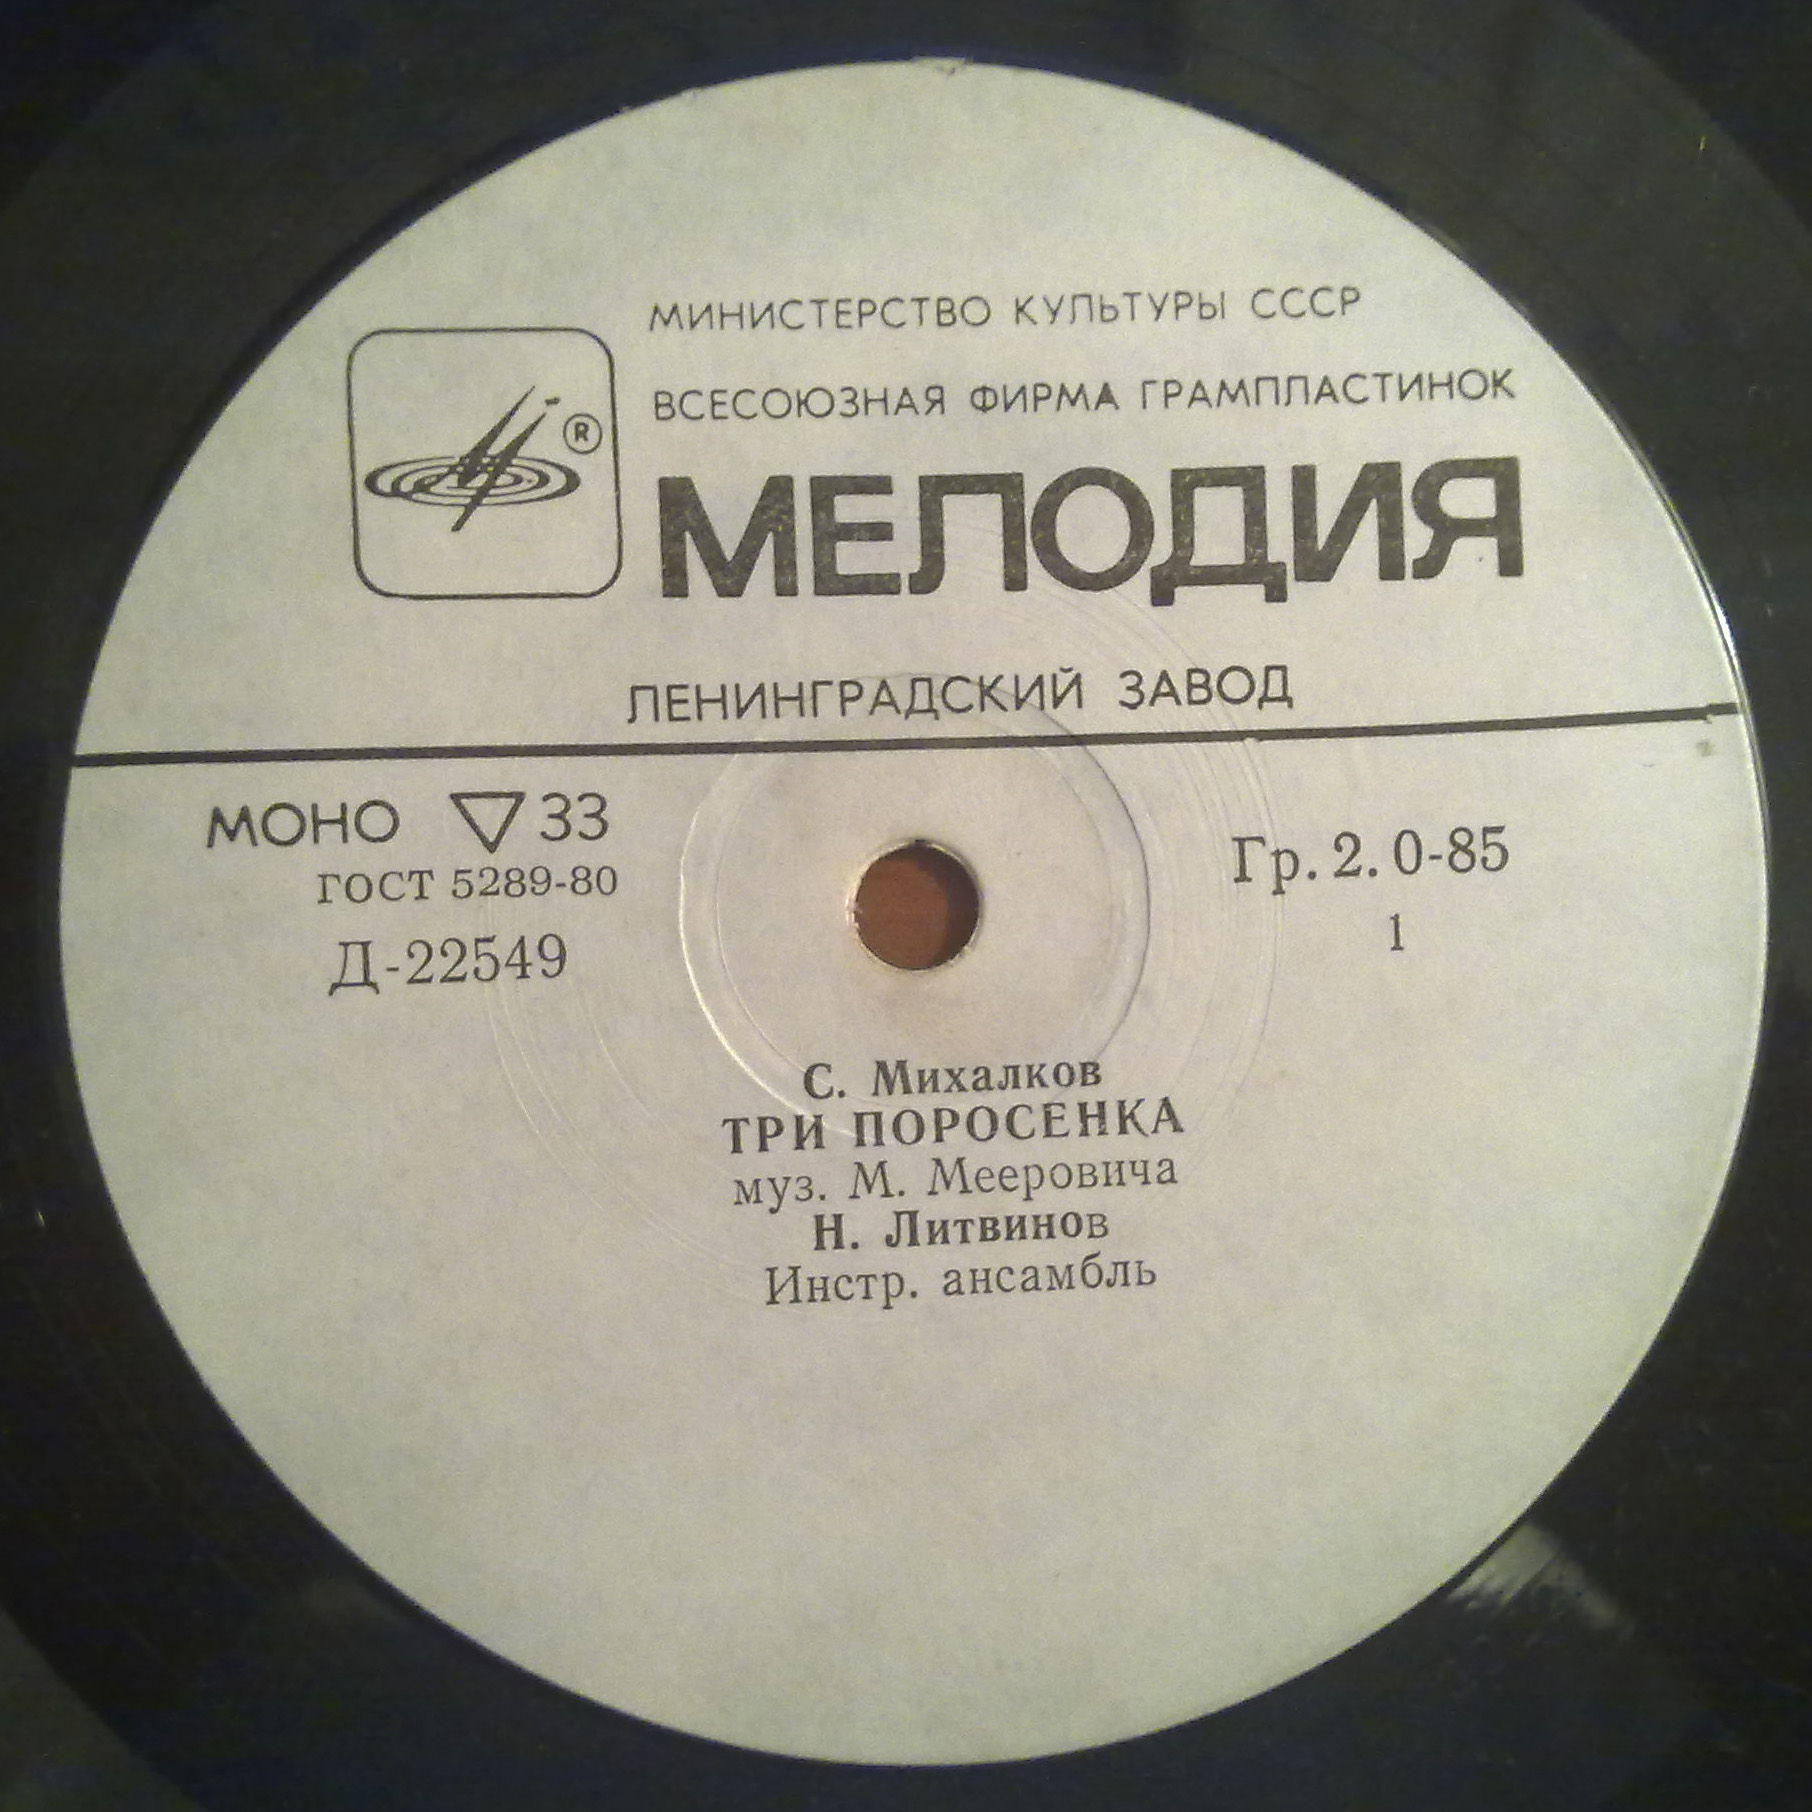 МИНИСТЕРСТВО КУЛЬТУРЫ СССР
ВСЕСОЮЗНАЯ ФИРМА ГРАМПЛАСТИНОК
®
МЕЛОДИЯ
ЛЕНИНГРАДСКИЙ ЗАВОД
МОНО ▽ 33
ГОСТ 5289-80
Д-22549
Гр. 2. 0-85
1
С. Михалков
ТРИ ПОРОСЕНКА
муз. М. Мееровича
Н. Литвинов
Инстр. ансамбль